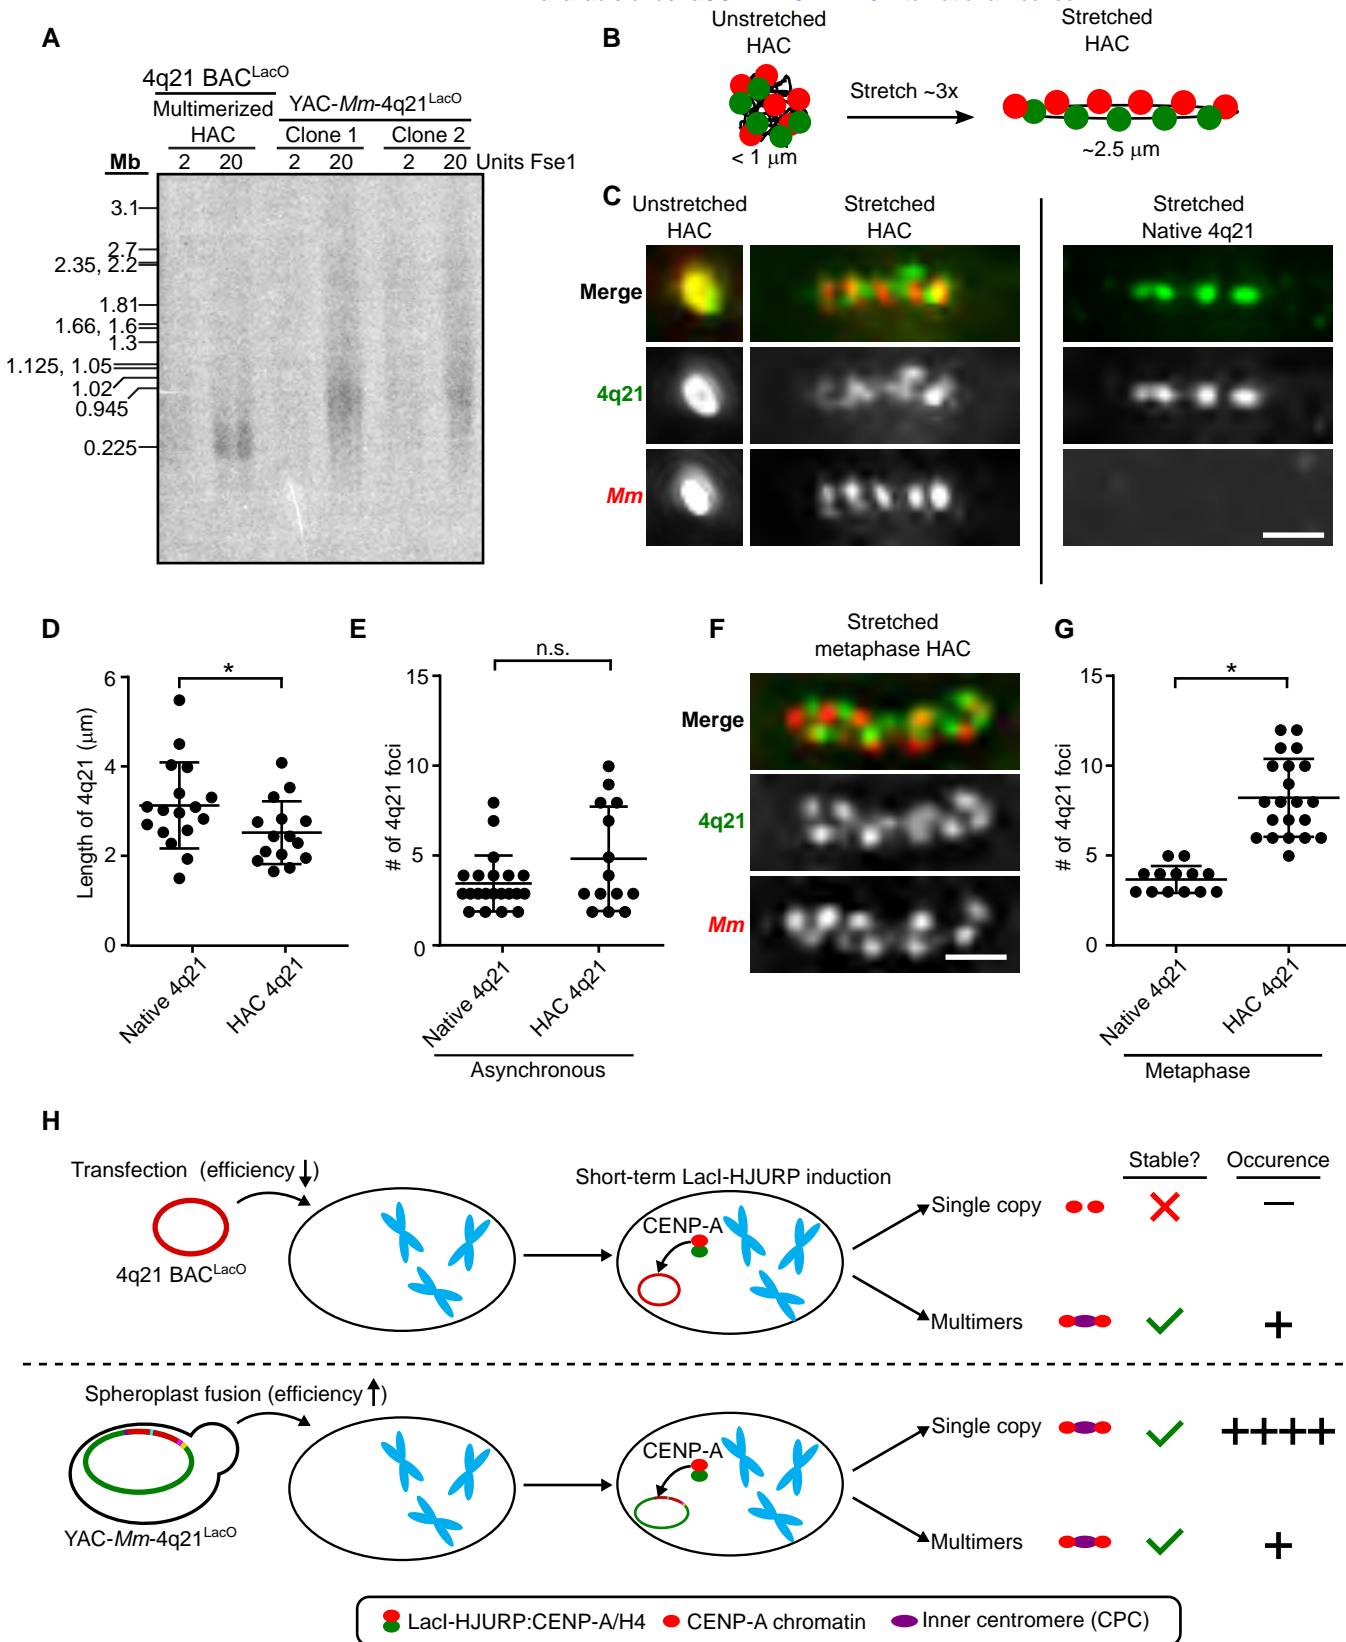 A
4q21 BAC^LacO
Multimerized HAC
YAC-Mm-4q21^LacO
Clone 1 Clone 2
Mb 2 20 2 20 2 20 Units Fse1
3.1
2.7
2.35, 2.2
1.81
1.66, 1.6
1.3
1.125, 1.05
1.02
0.945
0.225
B
Unstretched HAC
Stretch ~3x
Stretched HAC
< 1 μm
~2.5 μm
C
Unstretched HAC
Stretched HAC
Stretched Native 4q21
Merge
4q21
Mm
D
Length of 4q21 (μm)
6
4
2
0
*
Native 4q21
HAC 4q21
E
# of 4q21 foci
15
10
5
0
n.s.
Native 4q21
HAC 4q21
Asynchronous
F
Stretched metaphase HAC
Merge
4q21
Mm
G
# of 4q21 foci
15
10
5
0
*
Native 4q21
HAC 4q21
Metaphase
H
Stable? Occurence
Transfection (efficiency ↓)
4q21 BAC^LacO
Short-term LacI-HJURP induction
CENP-A
Single copy
−
Multimers
+
Spheroplast fusion (efficiency ↑)
YAC-Mm-4q21^LacO
CENP-A
Single copy
++++
Multimers
+
LacI-HJURP:CENP-A/H4 CENP-A chromatin Inner centromere (CPC)